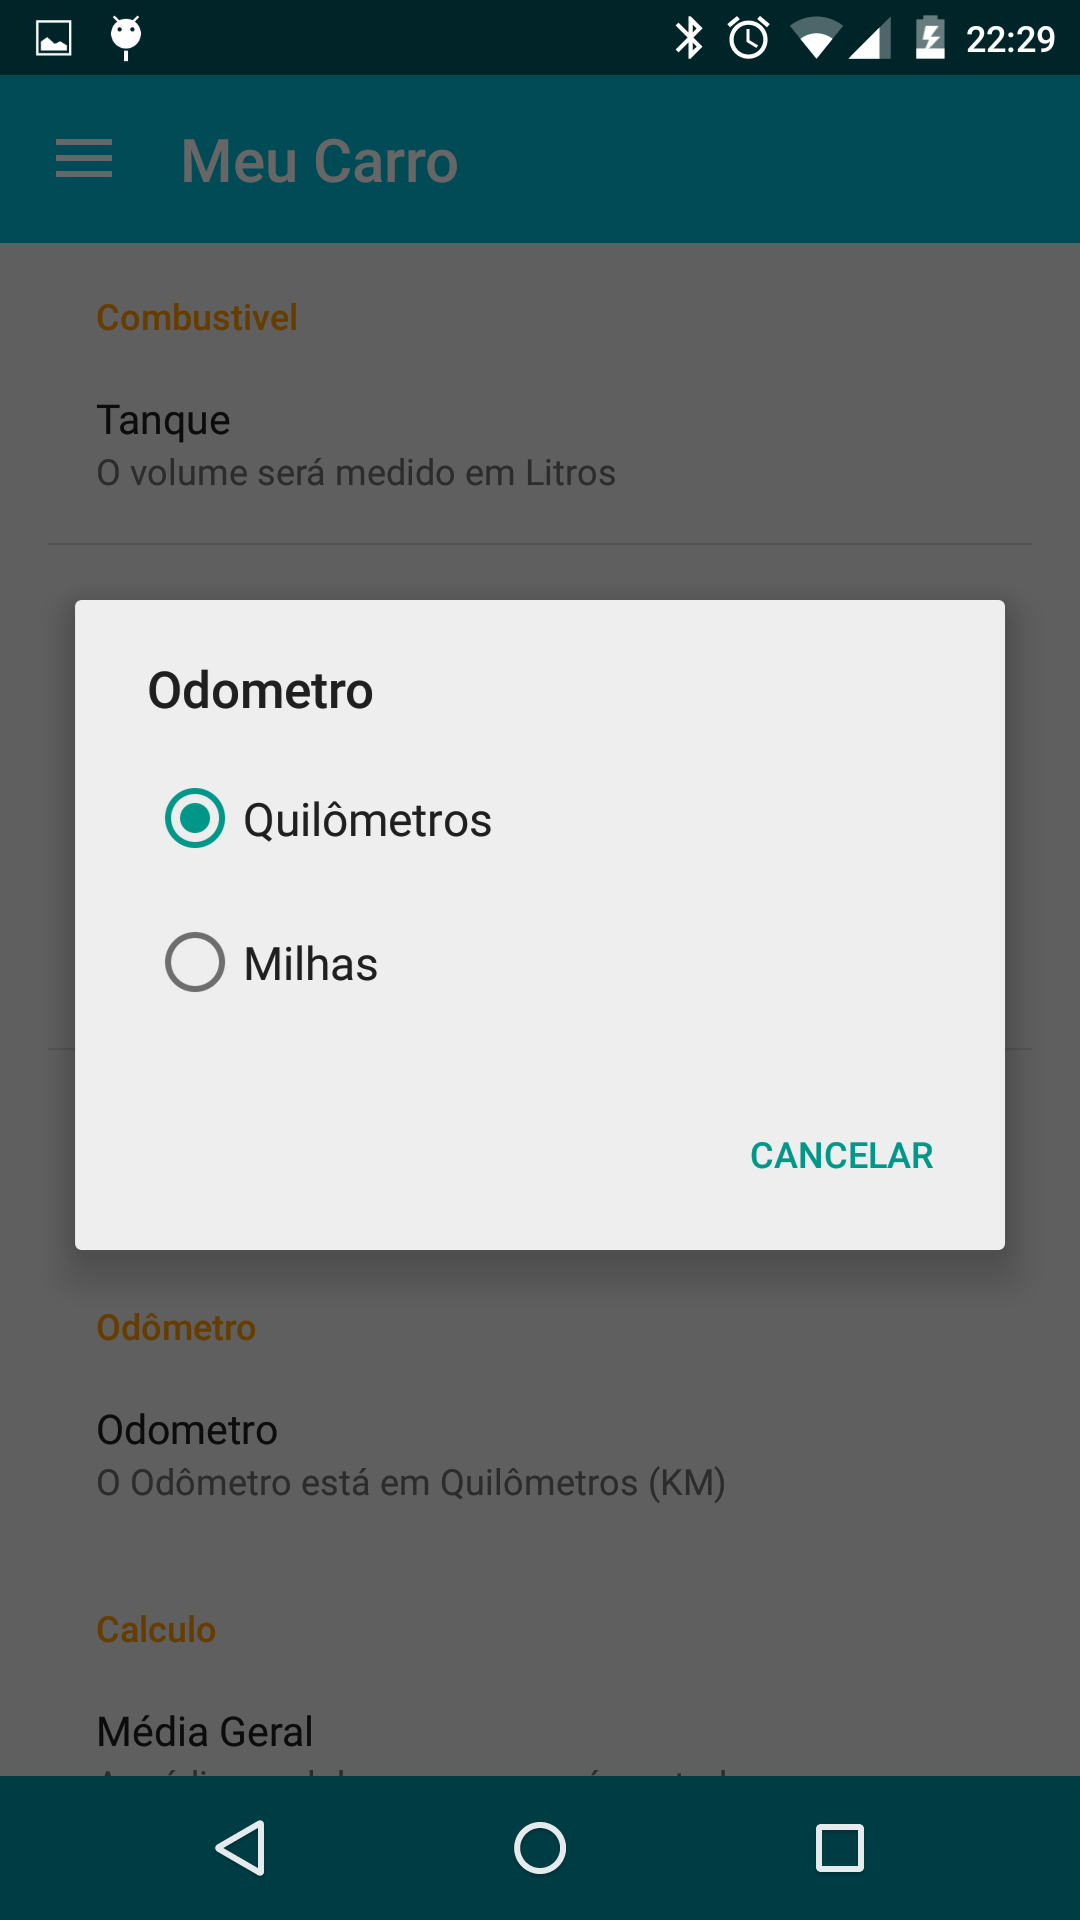 22:29
Meu Carro
Combustivel
Tanque
O volume será medido em Litros
Odometro
Quilômetros
Milhas
CANCELAR
Odômetro
Odometro
O Odômetro está em Quilômetros (KM)
Calculo
Média Geral